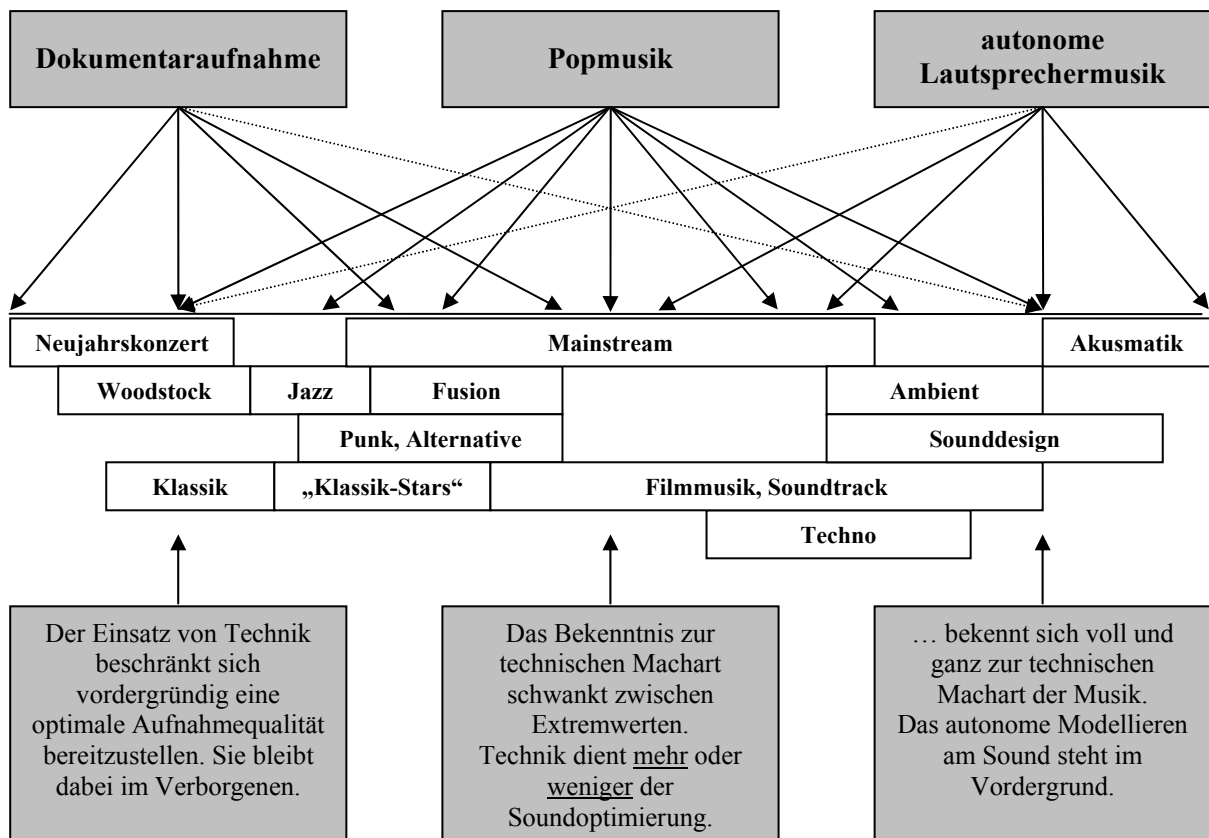 Dokumentaraufnahme
Popmusik
autonome
Lautsprechermusik
Neujahrskonzert
Mainstream
Akusmatik
Woodstock
Jazz
Fusion
Ambient
Punk, Alternative
Sounddesign
Klassik
„Klassik-Stars“
Filmmusik, Soundtrack
Techno
Der Einsatz von Technik
beschränkt sich
vordergründig eine
optimale Aufnahmequalität
bereitzustellen. Sie bleibt
dabei im Verborgenen.
Das Bekenntnis zur
technischen Machart
schwankt zwischen
Extremwerten.
Technik dient mehr oder
weniger der
Soundoptimierung.
… bekennt sich voll und
ganz zur technischen
Machart der Musik.
Das autonome Modellieren
am Sound steht im
Vordergrund.